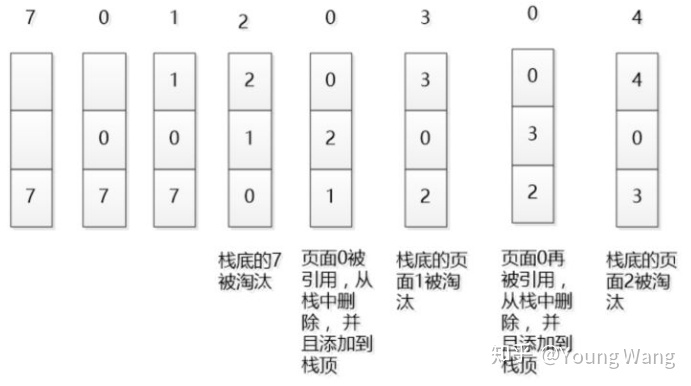 7 0 1 2 0 3 0 4
1 2 0 3 0 4
0 0 1 2 0 3 0
7 7 7 0 1 2 2 3
栈底的7
被淘汰
页面0被
引用，从
栈中删
除，并
且添加到
栈顶
栈底的页
面1被淘
汰
页面0再
被引用，
从栈中删
除，并
且添加到
栈顶
栈底的页
面2被淘
汰
知乎 @Young Wang